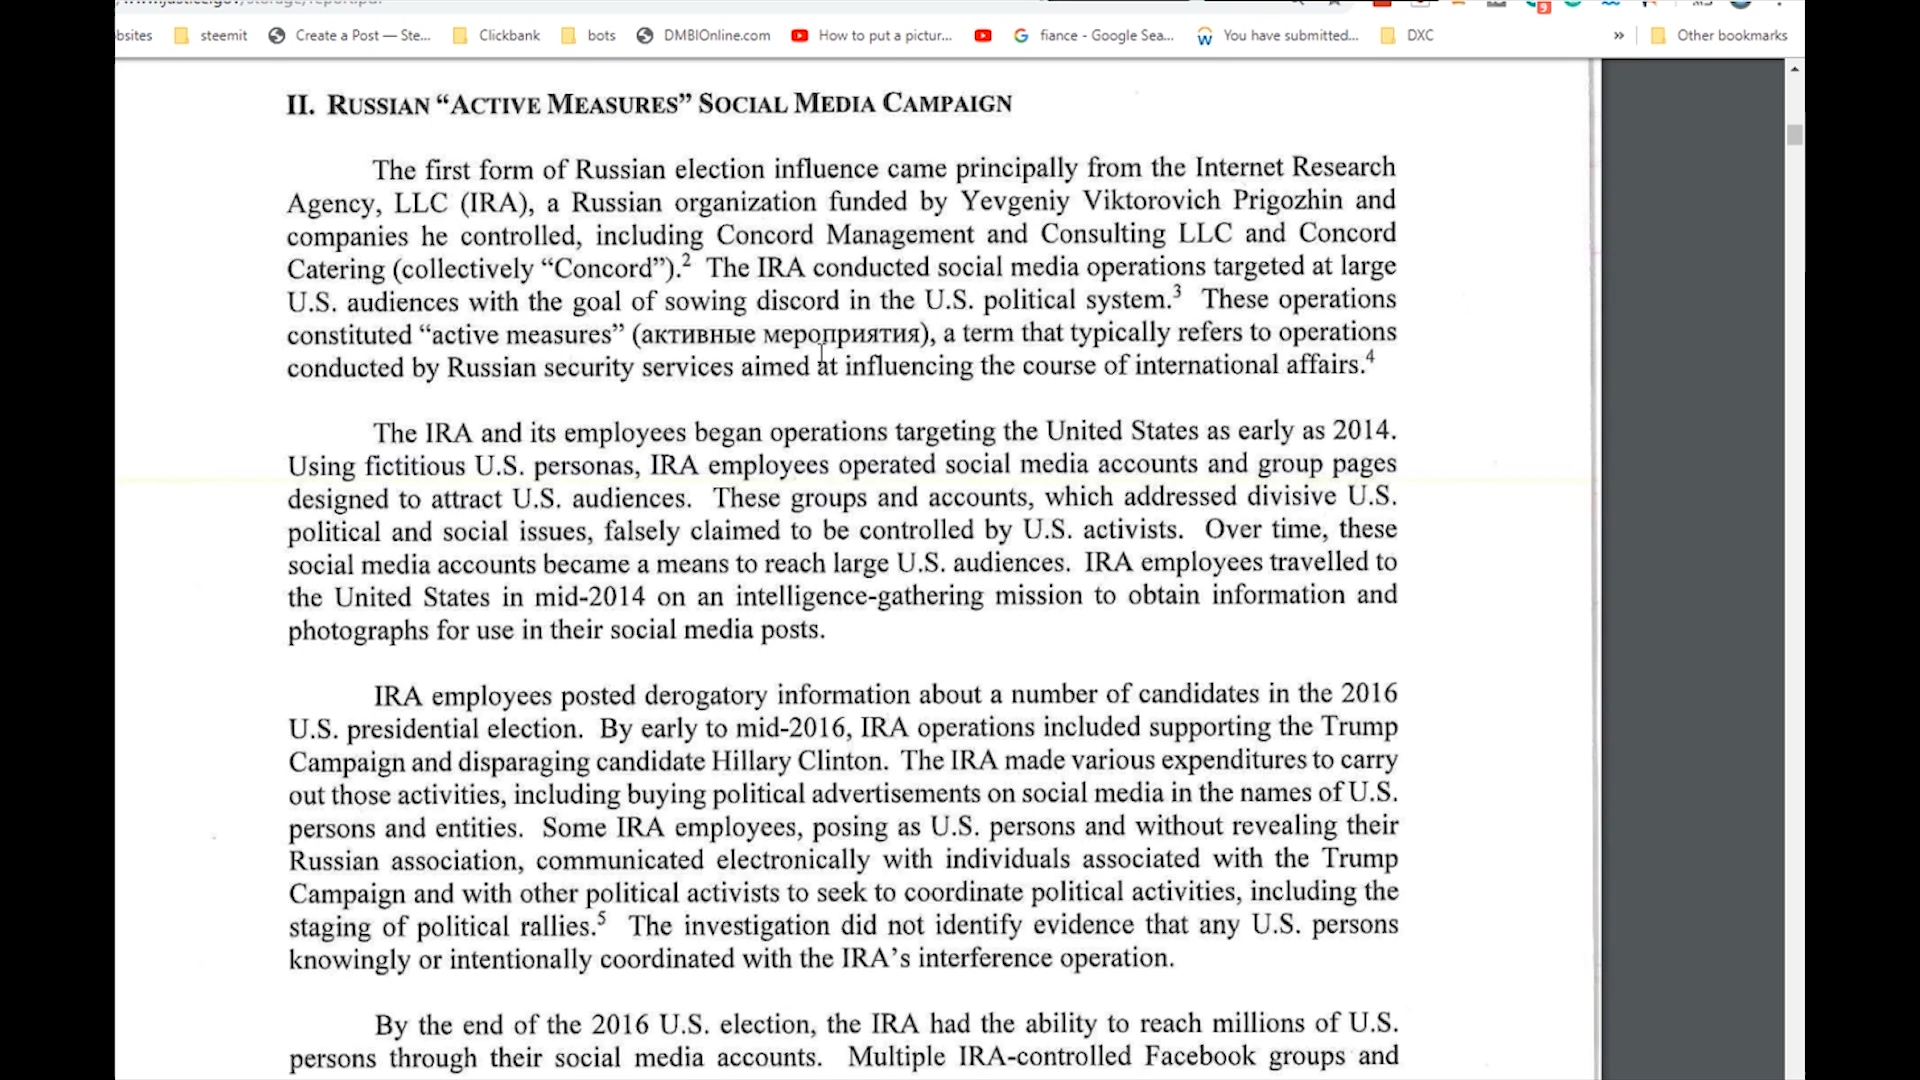 bsites steemit Create a Post — Ste... Clickbank bots DMBIOnline.com How to put a pictur... fiance - Google Sea... You have submitted... DXC » Other bookmarks
9
II. RUSSIAN “ACTIVE MEASURES” SOCIAL MEDIA CAMPAIGN
The first form of Russian election influence came principally from the Internet Research
Agency, LLC (IRA), a Russian organization funded by Yevgeniy Viktorovich Prigozhin and
companies he controlled, including Concord Management and Consulting LLC and Concord
Catering (collectively “Concord”).2 The IRA conducted social media operations targeted at large
U.S. audiences with the goal of sowing discord in the U.S. political system.3 These operations
constituted “active measures” (активные мероприятия), a term that typically refers to operations
conducted by Russian security services aimed at influencing the course of international affairs.4
The IRA and its employees began operations targeting the United States as early as 2014.
Using fictitious U.S. personas, IRA employees operated social media accounts and group pages
designed to attract U.S. audiences. These groups and accounts, which addressed divisive U.S.
political and social issues, falsely claimed to be controlled by U.S. activists. Over time, these
social media accounts became a means to reach large U.S. audiences. IRA employees travelled to
the United States in mid-2014 on an intelligence-gathering mission to obtain information and
photographs for use in their social media posts.
IRA employees posted derogatory information about a number of candidates in the 2016
U.S. presidential election. By early to mid-2016, IRA operations included supporting the Trump
Campaign and disparaging candidate Hillary Clinton. The IRA made various expenditures to carry
out those activities, including buying political advertisements on social media in the names of U.S.
persons and entities. Some IRA employees, posing as U.S. persons and without revealing their
Russian association, communicated electronically with individuals associated with the Trump
Campaign and with other political activists to seek to coordinate political activities, including the
staging of political rallies.5 The investigation did not identify evidence that any U.S. persons
knowingly or intentionally coordinated with the IRA’s interference operation.
By the end of the 2016 U.S. election, the IRA had the ability to reach millions of U.S.
persons through their social media accounts. Multiple IRA-controlled Facebook groups and